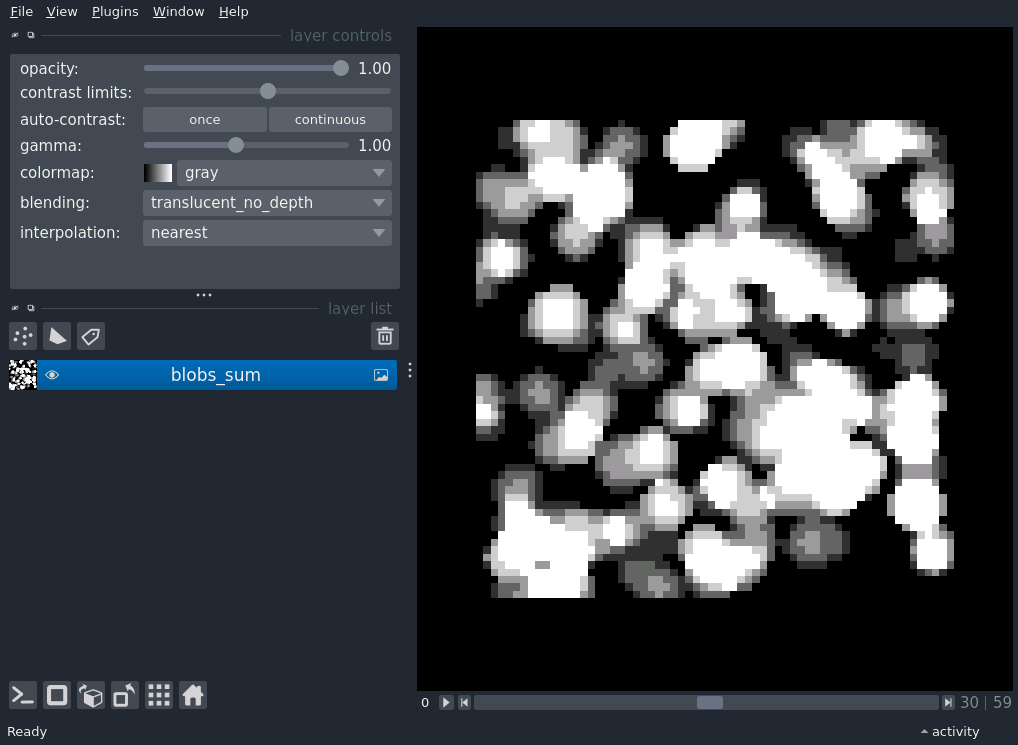 File View Plugins Window Help
layer controls
opacity: 1.00
contrast limits:
auto-contrast: once continuous
gamma: 1.00
colormap: gray
blending: translucent_no_depth
interpolation: nearest
layer list
blobs_sum
0 30 | 59
Ready activity